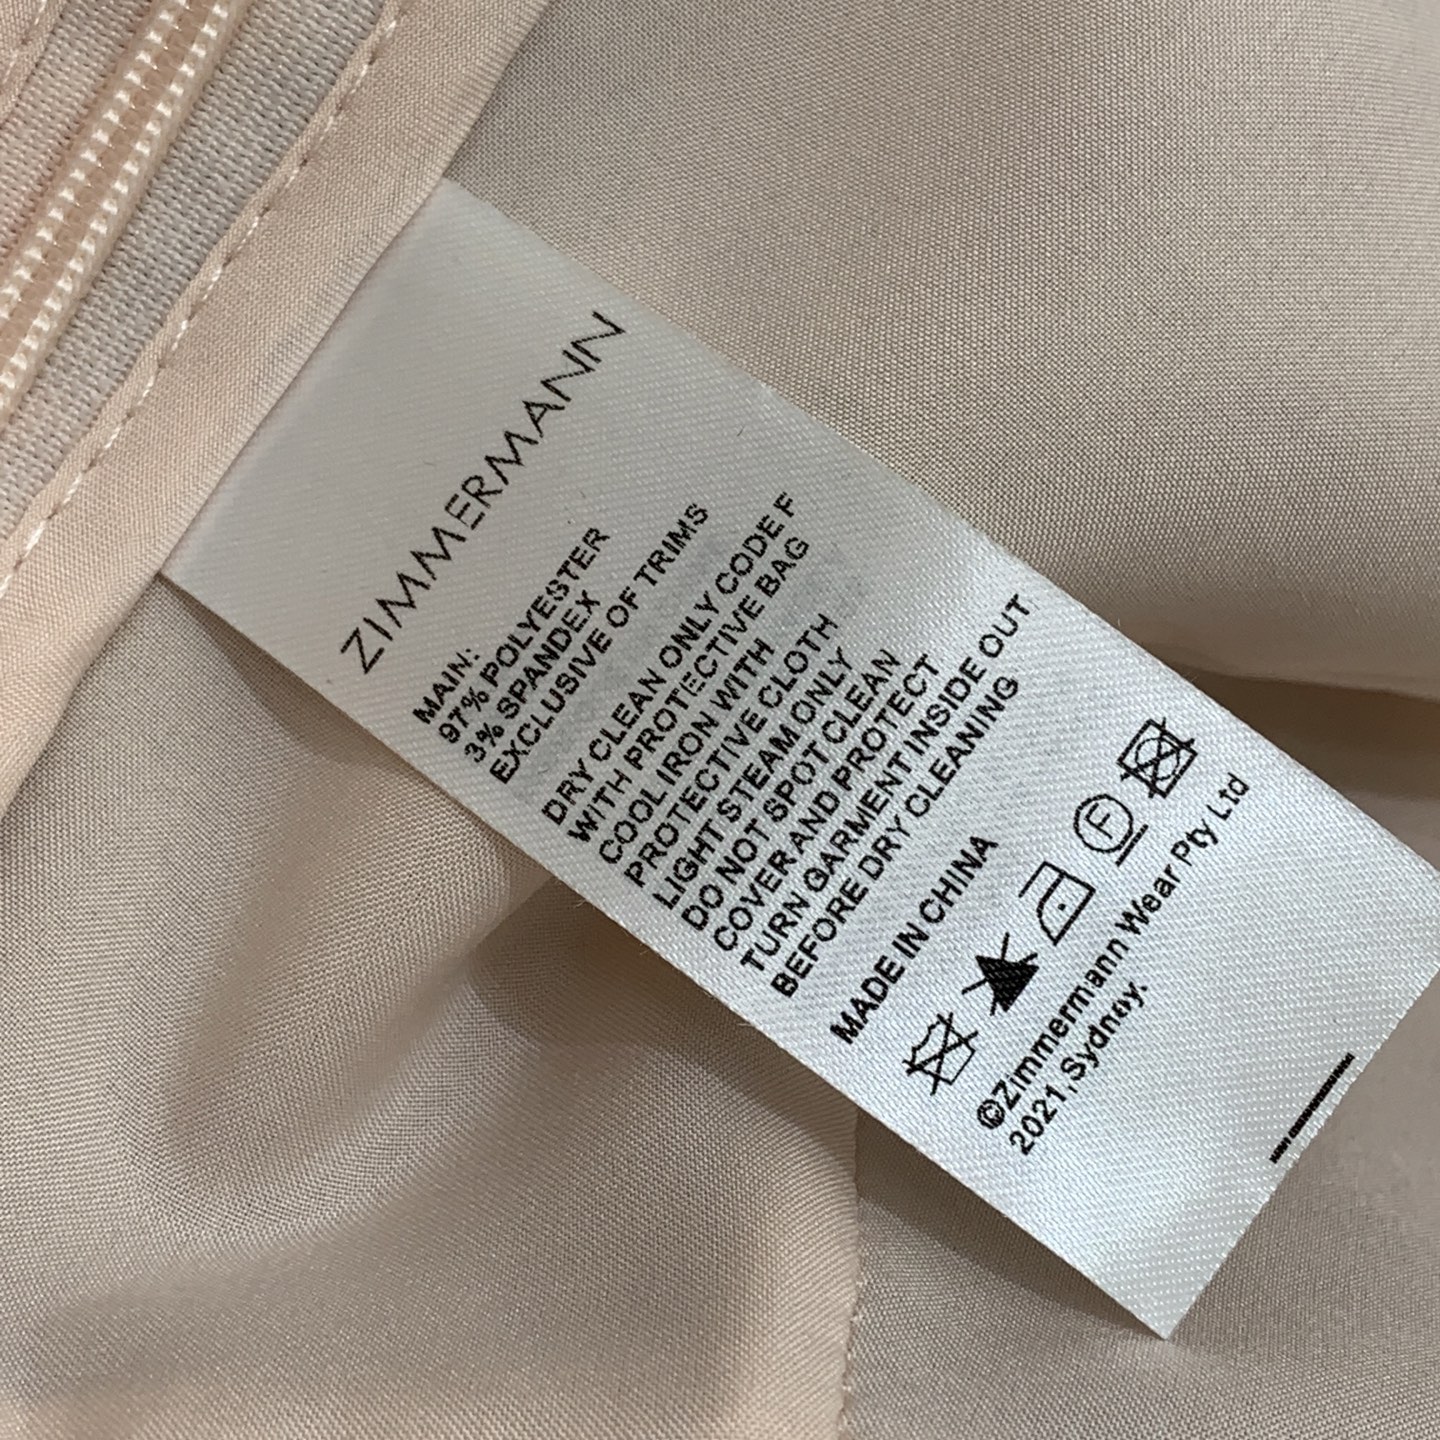 ZIMMERMANN
MAIN:
97% POLYESTER
3% SPANDEX
EXCLUSIVE OF TRIMS
DRY CLEAN ONLY CODE F
WITH PROTECTIVE BAG
COOL IRON WITH
PROTECTIVE CLOTH
LIGHT STEAM ONLY
DO NOT SPOT CLEAN
COVER AND PROTECT
TURN GARMENT INSIDE OUT
BEFORE DRY CLEANING
MADE IN CHINA
F
©Zimmermann Wear Pty Ltd
2021,Sydney.